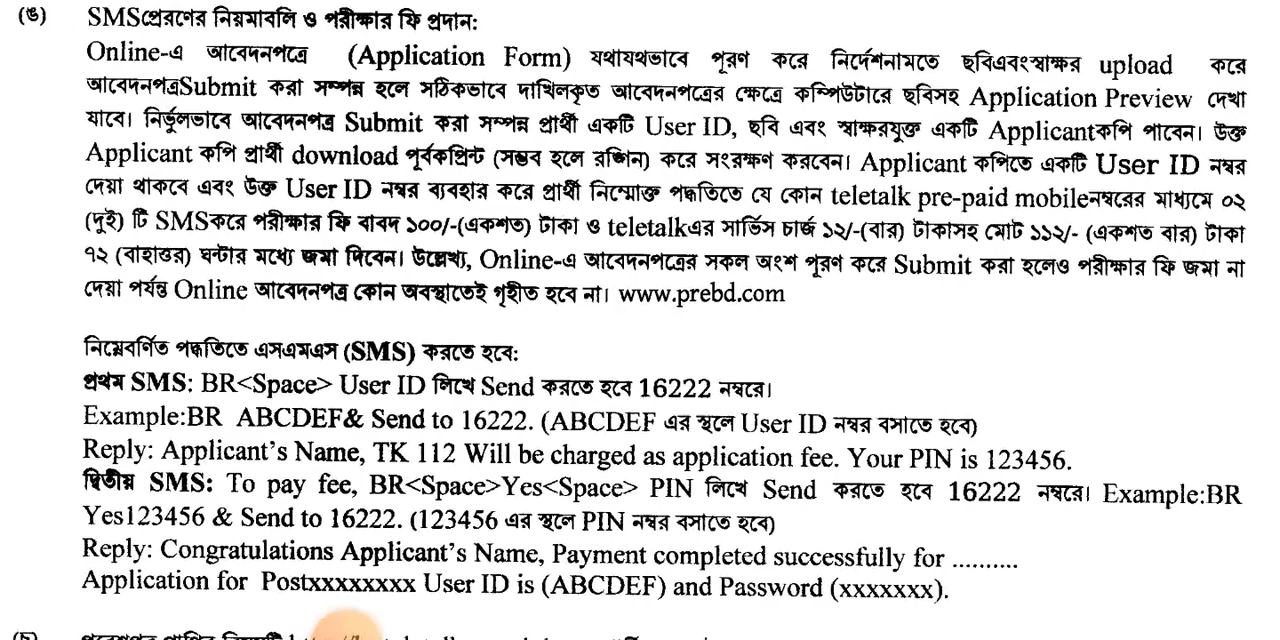 (ঙ) SMSপ্রেরণের নিয়মাবলি ও পরীক্ষার ফি প্রদান:
Online-এ আবেদনপত্রে (Application Form) যথাযথভাবে পূরণ করে নির্দেশনামতে ছবিএবংস্বাক্ষর upload করে
আবেদনপত্রSubmit করা সম্পন্ন হলে সঠিকভাবে দাখিলকৃত আবেদনপত্রের ক্ষেত্রে কম্পিউটারে ছবিসহ Application Preview দেখা
যাবে। নির্ভুলভাবে আবেদনপত্র Submit করা সম্পন্ন প্রার্থী একটি User ID, ছবি এবং স্বাক্ষরযুক্ত একটি Applicantকপি পাবেন। উক্ত
Applicant কপি প্রার্থী download পূর্বকপ্রিন্ট (সম্ভব হলে রঙ্গিন) করে সংরক্ষণ করবেন। Applicant কপিতে একটি User ID নম্বর
দেয়া থাকবে এবং উক্ত User ID নম্বর ব্যবহার করে প্রার্থী নিম্মোক্ত পদ্ধতিতে যে কোন teletalk pre-paid mobileনম্বরের মাধ্যমে ০২
(দুই) টি SMSকরে পরীক্ষার ফি বাবদ ১০০/-(একশত) টাকা ও teletalkএর সার্ভিস চার্জ ১২/-(বার) টাকাসহ মোট ১১২/- (একশত বার) টাকা
৭২ (বাহাত্তর) ঘন্টার মধ্যে জমা দিবেন। উল্লেখ্য, Online-এ আবেদনপত্রের সকল অংশ পূরণ করে Submit করা হলেও পরীক্ষার ফি জমা না
দেয়া পর্যন্ত Online আবেদনপত্র কোন অবস্থাতেই গৃহীত হবে না। www.prebd.com
নিম্নেবর্ণিত পদ্ধতিতে এসএমএস (SMS) করতে হবে:
প্রথম SMS: BR<Space> User ID লিখে Send করতে হবে 16222 নম্বরে।
Example:BR ABCDEF& Send to 16222. (ABCDEF এর স্থলে User ID নম্বর বসাতে হবে)
Reply: Applicant's Name, TK 112 Will be charged as application fee. Your PIN is 123456.
দ্বিতীয় SMS: To pay fee, BR<Space>Yes<Space> PIN লিখে Send করতে হবে 16222 নম্বরে। Example:BR
Yes123456 & Send to 16222. (123456 এর স্থলে PIN নম্বর বসাতে হবে)
Reply: Congratulations Applicant's Name, Payment completed successfully for ..........
Application for Postxxxxxxxx User ID is (ABCDEF) and Password (xxxxxxx).